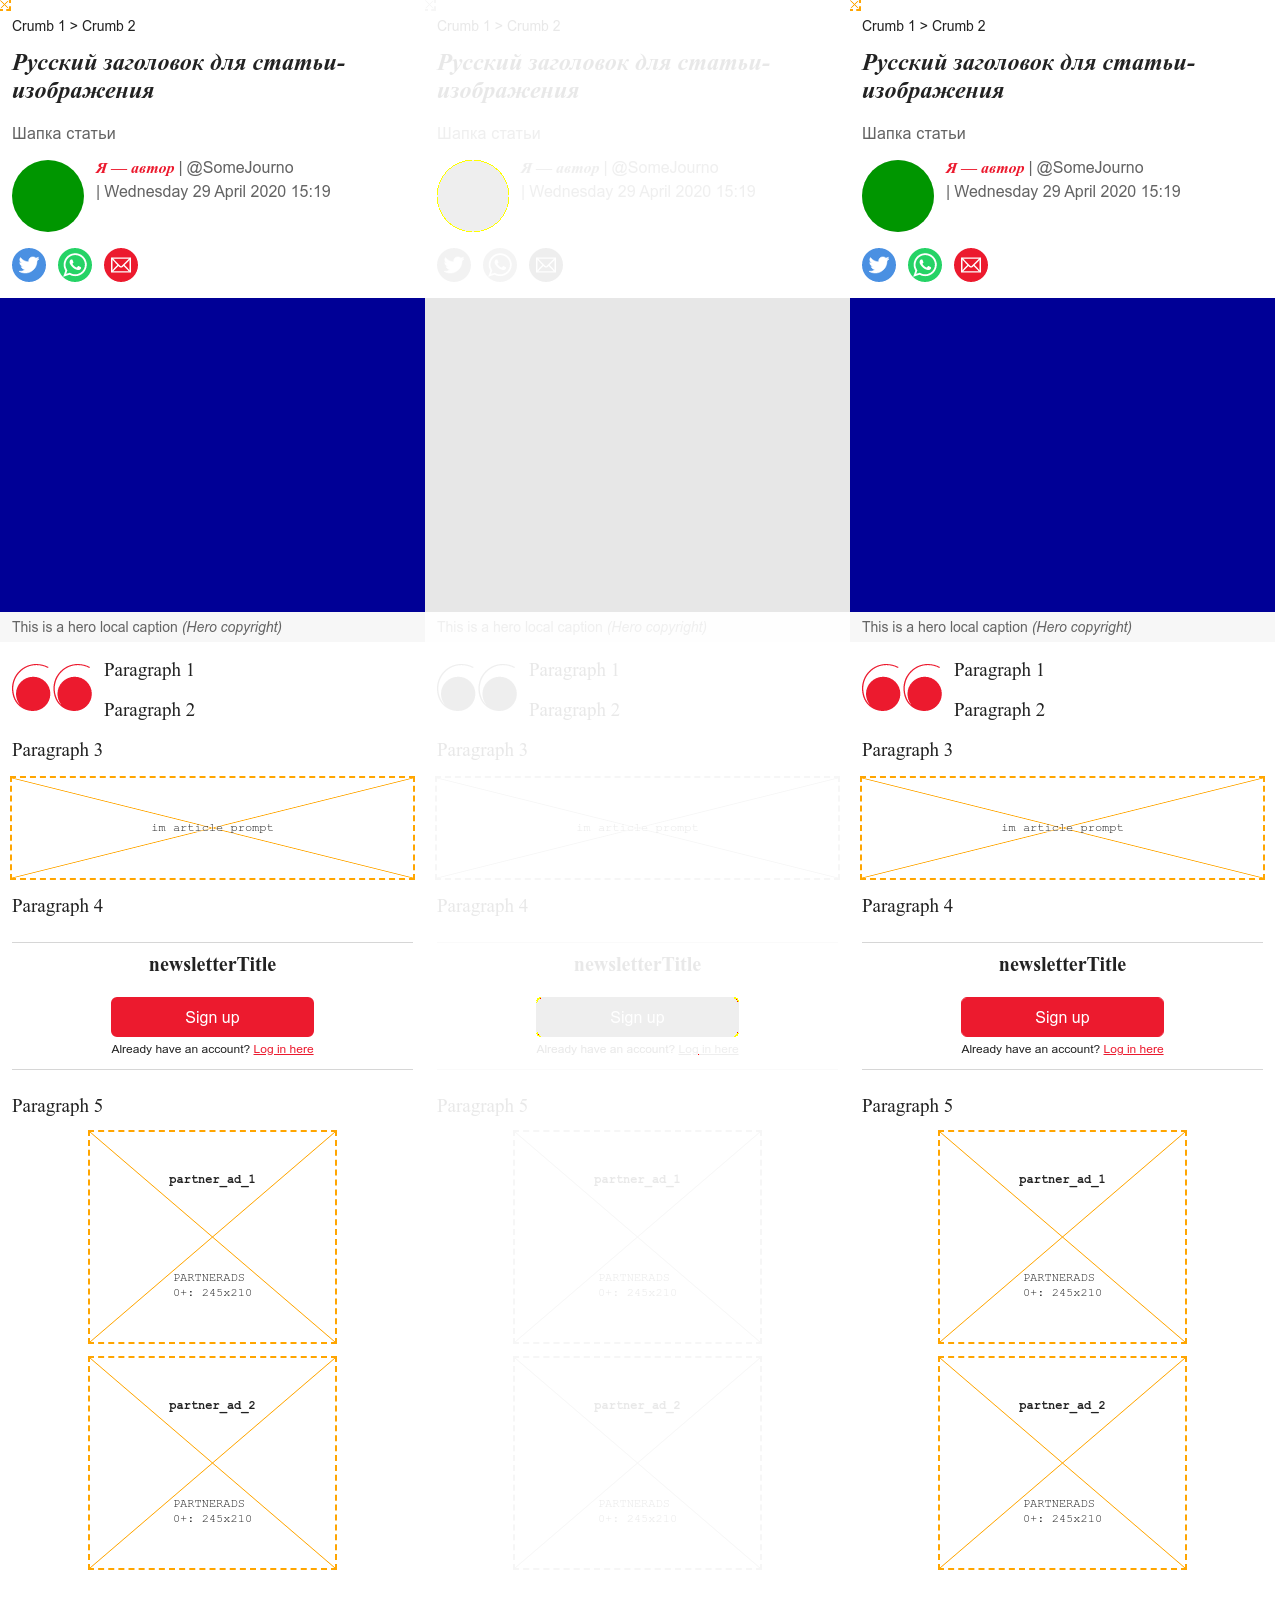 Crumb 1 > Crumb 2
Русский заголовок для статьи-
изображения
Шапка статьи
Я — автор | @SomeJourno
| Wednesday 29 April 2020 15:19
This is a hero local caption (Hero copyright)
Paragraph 1
Paragraph 2
Paragraph 3
im article prompt
Paragraph 4
newsletterTitle
Sign up
Already have an account? Log in here
Paragraph 5
partner_ad_1
PARTNERADS
0+: 245x210
partner_ad_2
PARTNERADS
0+: 245x210
Crumb 1 > Crumb 2
Русский заголовок для статьи-
изображения
Шапка статьи
Я — автор | @SomeJourno
| Wednesday 29 April 2020 15:19
This is a hero local caption (Hero copyright)
Paragraph 1
Paragraph 2
Paragraph 3
im article prompt
Paragraph 4
newsletterTitle
Sign up
Already have an account? Log in here
Paragraph 5
partner_ad_1
PARTNERADS
0+: 245x210
partner_ad_2
PARTNERADS
0+: 245x210
Crumb 1 > Crumb 2
Русский заголовок для статьи-
изображения
Шапка статьи
Я — автор | @SomeJourno
| Wednesday 29 April 2020 15:19
This is a hero local caption (Hero copyright)
Paragraph 1
Paragraph 2
Paragraph 3
im article prompt
Paragraph 4
newsletterTitle
Sign up
Already have an account? Log in here
Paragraph 5
partner_ad_1
PARTNERADS
0+: 245x210
partner_ad_2
PARTNERADS
0+: 245x210